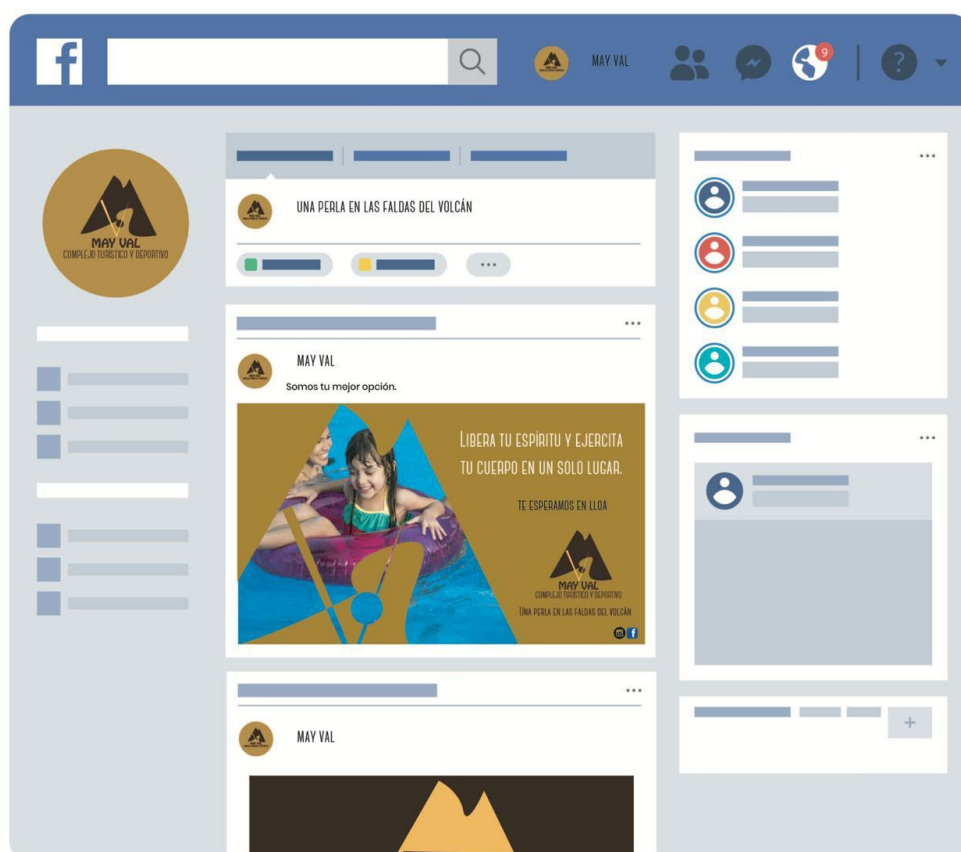 f
MAY VAL
9
?
MAY VAL
COMPLEJO TURÍSTICO Y DEPORTIVO
UNA PERLA EN LAS FALDAS DEL VOLCÁN
MAY VAL
Somos tu mejor opción.
LIBERA TU ESPÍRITU Y EJERCITA
TU CUERPO EN UN SOLO LUGAR.
TE ESPERAMOS EN LLOA
MAY VAL
COMPLEJO TURÍSTICO Y DEPORTIVO
UNA PERLA EN LAS FALDAS DEL VOLCÁN
f
MAY VAL
+